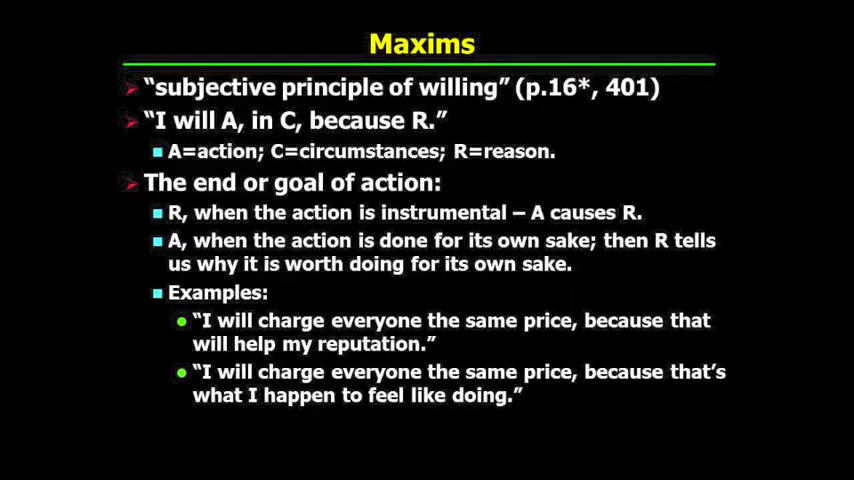 Maxims
“subjective principle of willing” (p.16*, 401)
“I will A, in C, because R.”
A=action; C=circumstances; R=reason.
The end or goal of action:
R, when the action is instrumental – A causes R.
A, when the action is done for its own sake; then R tells
us why it is worth doing for its own sake.
Examples:
“I will charge everyone the same price, because that
will help my reputation.”
“I will charge everyone the same price, because that’s
what I happen to feel like doing.”